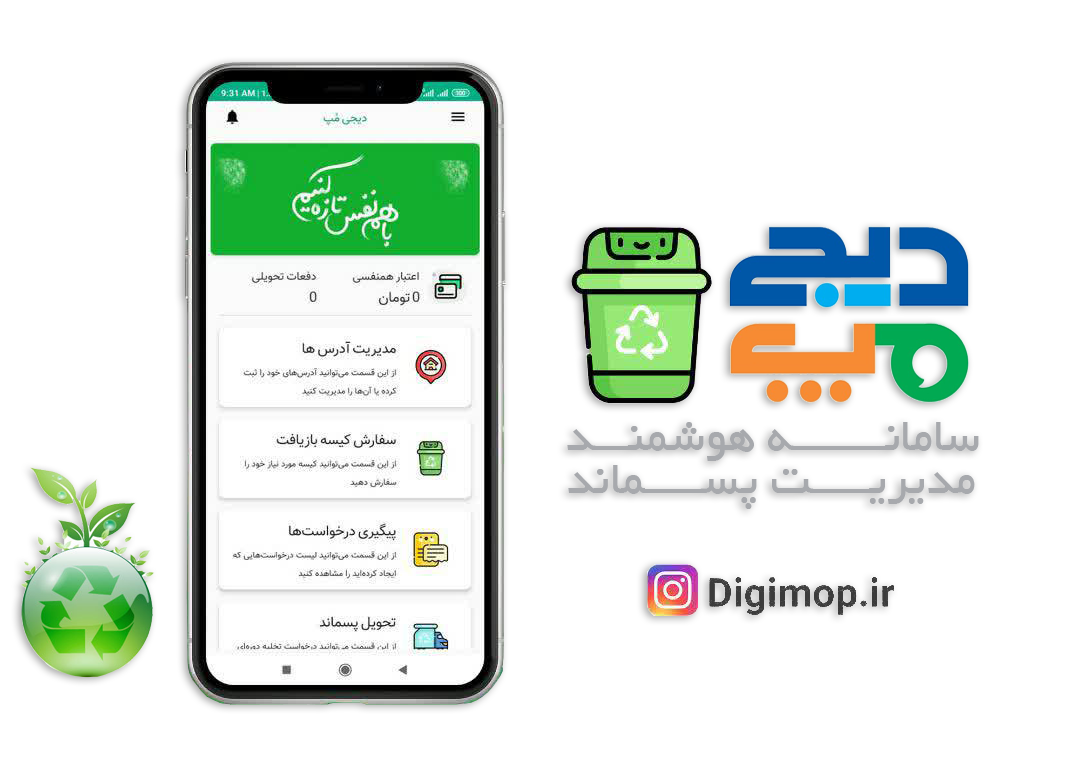 9:31 AM | 1
100
دیجی مُپ
با هم نفس تازه کنیم
اعتبار همنفسی
0 تومان
دفعات تحویلی
0
مدیریت آدرس ها
از این قسمت می‌توانید آدرس‌های خود را ثبت
کرده یا آن‌ها را مدیریت کنید
سفارش کیسه بازیافت
از این قسمت می‌توانید کیسه مورد نیاز خود را
سفارش دهید
پیگیری درخواست‌ها
از این قسمت می‌توانید لیست درخواست‌هایی که
ایجاد کرده‌اید را مشاهده کنید
تحویل پسماند
از این قسمت می‌توانید درخواست تخلیه دوره‌ای
دیجی
مپ
سامانه هوشمند
مدیریت پسماند
Digimop.ir